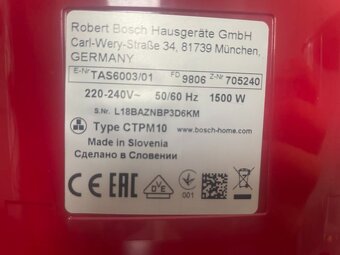 Robert Bosch Hausgeräte GmbH
Carl-Wery-Straße 34, 81739 München,
GERMANY
E-Nr TAS6003/01 FD 9806 Z-Nr 705240
220-240V~ 50/60 Hz 1500 W
S.Nr. L18BAZNBP3D6KM
Type CTPM10 www.bosch-home.com
Made in Slovenia
Сделано в Словении
CE EAC VDE 001